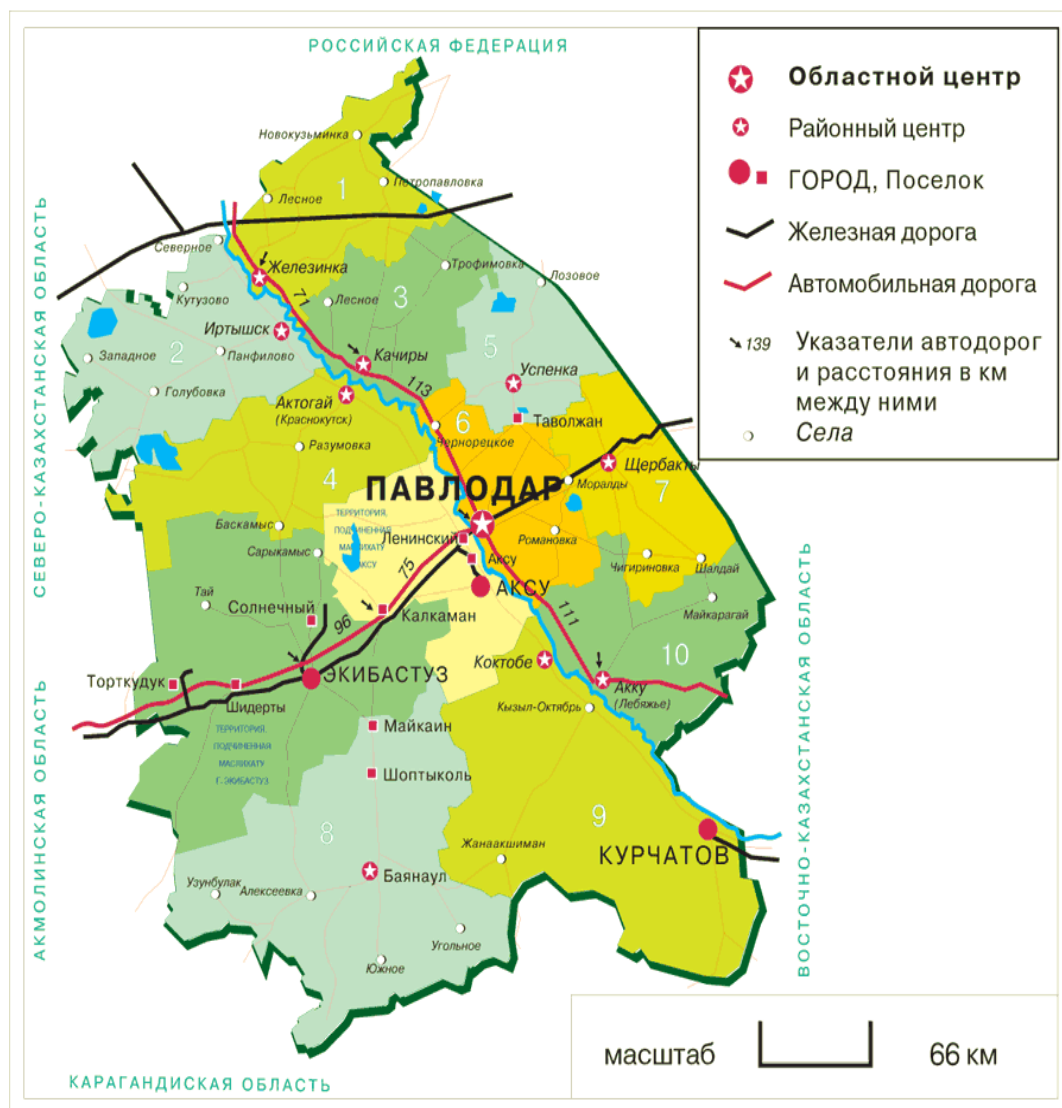 РОССИЙСКАЯ ФЕДЕРАЦИЯ
Областной центр
Районный центр
ГОРОД, Поселок
Железная дорога
Автомобильная дорога
139
Указатели автодорог
и расстояния в км
между ними
Села
Новокузьминка
1
Петропавловка
Лесное
СЕВЕРО-КАЗАХСТАНСКАЯ ОБЛАСТЬ
Северное
Железинка
Трофимовка
Лозовое
3
Кутузово
71
Лесное
Иртышск
5
2
Западное
Панфилово
Качиры
Успенка
Голубовка
113
Актогай
(Краснокутск)
6
Таволжан
Чернорецкое
Разумовка
Щербакты
4
ПАВЛОДАР
Моралды
7
Баскамыс
ТЕРРИТОРИЯ,
ПОДЧИНЕННАЯ
МАСЛИХАТУ
АКСУ
Ленинский
Романовка
Сарыкамыс
Аксу
75
Чигириновка
Шалдай
Тай
АКСУ
Солнечный
Калкаман
Майкарагай
96
111
10
Коктобе
ЭКИБАСТУЗ
Торткудук
Акку
(Лебяжье)
Шидерты
Кызыл-Октябрь
ТЕРРИТОРИЯ,
ПОДЧИНЕННАЯ
МАСЛИХАТУ
Г. ЭКИБАСТУЗ
Майкаин
Шоптыколь
8
9
Жанаакшиман
КУРЧАТОВ
Баянаул
Узунбулак
Алексеевка
Угольное
Южное
АКМОЛИНСКАЯ ОБЛАСТЬ
ВОСТОЧНО-КАЗАХСТАНСКАЯ ОБЛАСТЬ
КАРАГАНДИСКАЯ ОБЛАСТЬ
масштаб
66 км